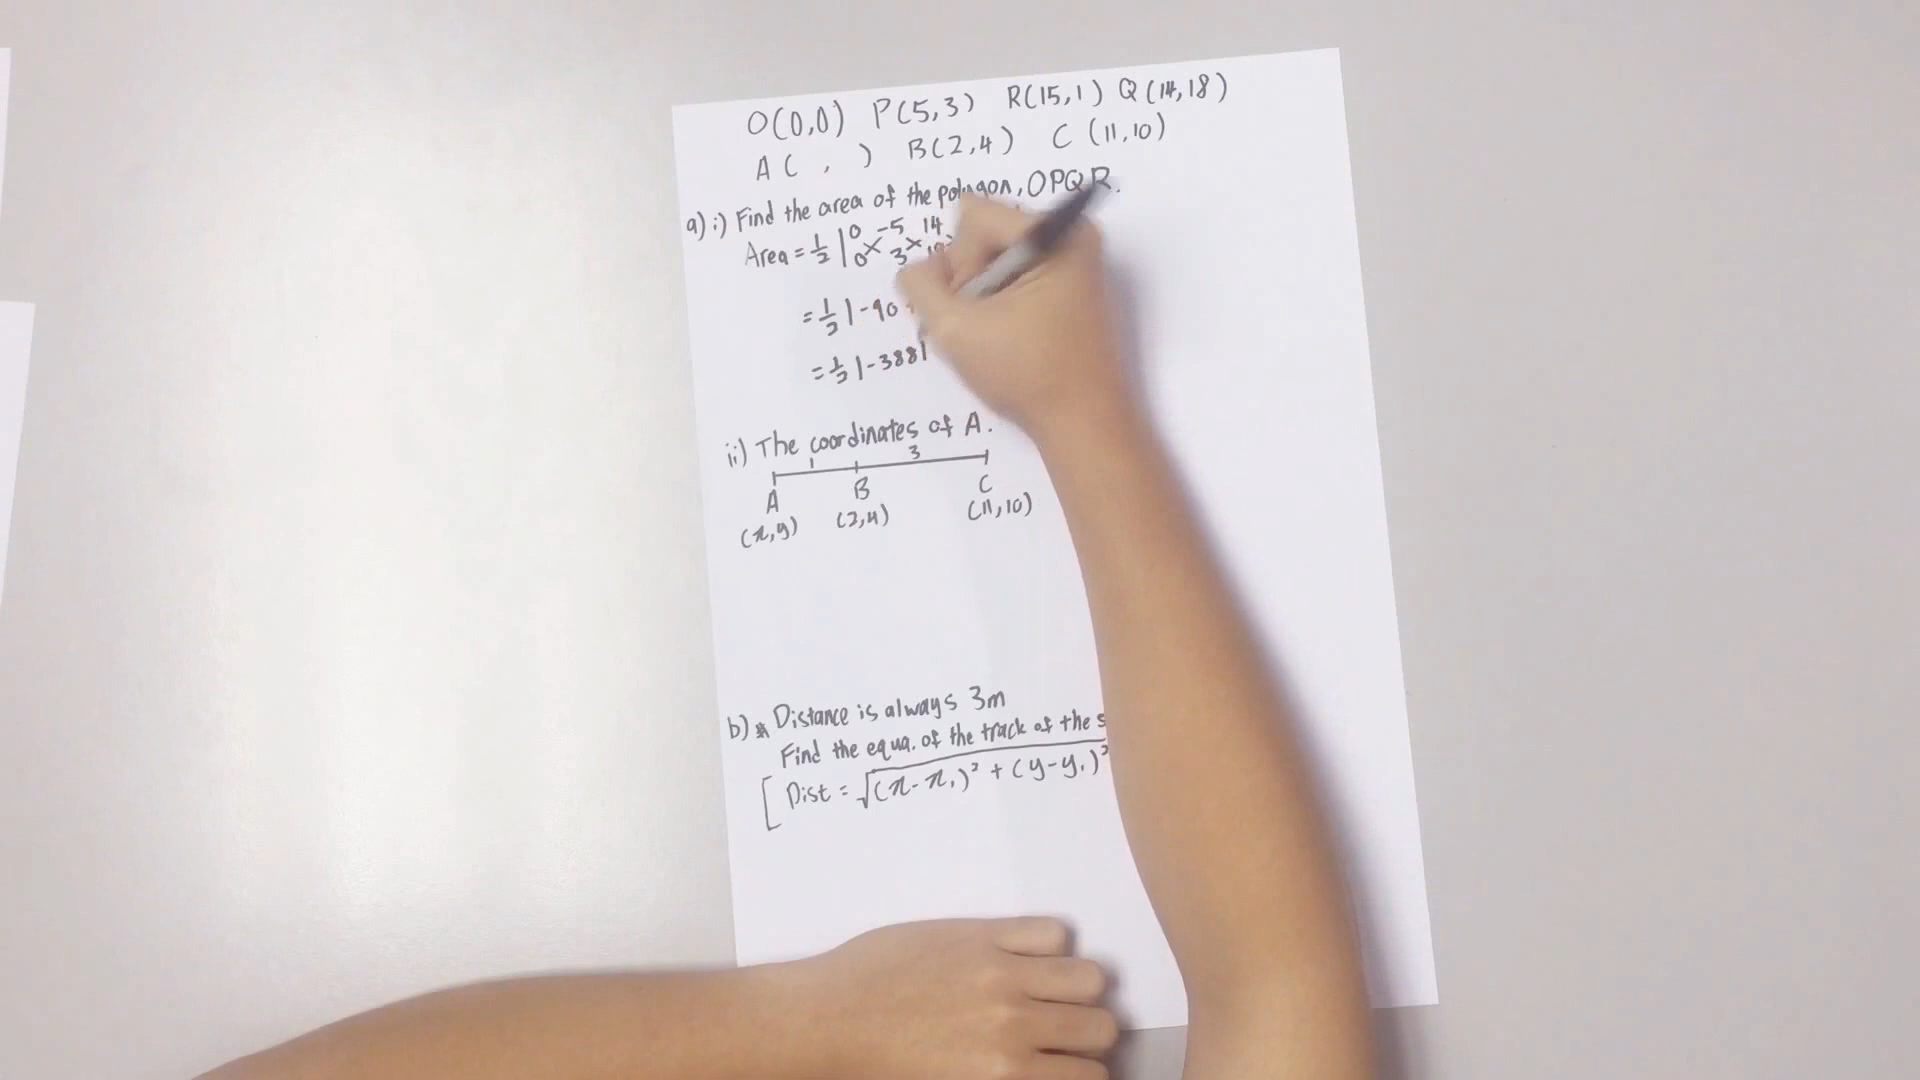 O(0,0) P(5,3) R(15,1) Q(14,18)
A( , ) B(2,4) C (11,10)
a) i) Find the area of the polygon, OPQR.
Area = 1/2 | 0 -5 14
0 3
= 1/2 |-90
= 1/2 |-388|
ii) The coordinates of A.
1 3
A B C
(x,y) (2,4) (11,10)
b) * Distance is always 3m
Find the equa. of the track of the
[ Dist = √(x-x₁)² + (y-y₁)²